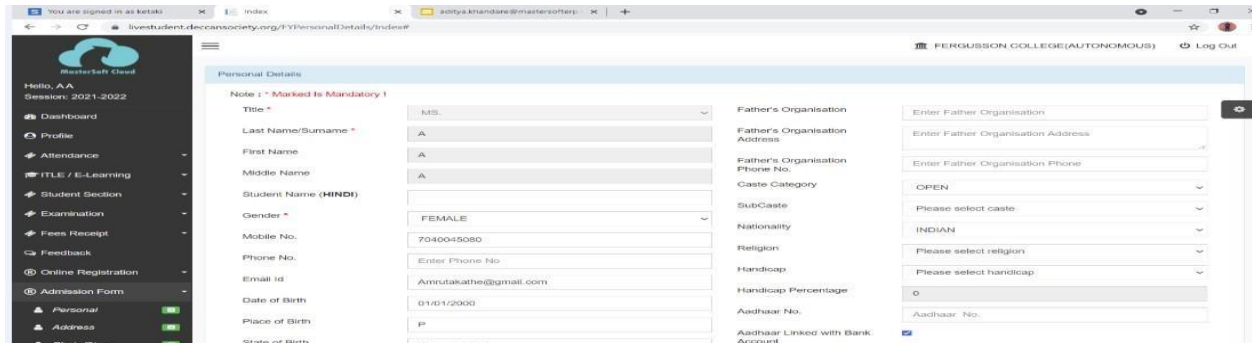 You are signed in as ketaki
Index
aditya.khandare@mastersofterp
livestudent.deccansociety.org/FYPersonalDetails/Index#
MasterSoft Cloud
Hello, A A
Session: 2021-2022
Dashboard
Profile
Attendance
ITLE / E-Learning
Student Section
Examination
Fees Receipt
Feedback
Online Registration
Admission Form
Personal
Address
FERGUSSON COLLEGE(AUTONOMOUS)
Log Out
Personal Details
Note : * Marked Is Mandatory !
Title * MS.
Last Name/Surname * A
First Name A
Middle Name A
Student Name (HINDI)
Gender * FEMALE
Mobile No. 7040045080
Phone No. Enter Phone No
Email Id Amrutakathe@gmail.com
Date of Birth 01/01/2000
Place of Birth P
State of Birth
Father's Organisation Enter Father Organisation
Father's Organisation Address Enter Father Organisation Address
Father's Organisation Phone No. Enter Father Organisation Phone
Caste Category OPEN
SubCaste Please select caste
Nationality INDIAN
Religion Please select religion
Handicap Please select handicap
Handicap Percentage 0
Aadhaar No. Aadhaar No.
Aadhaar Linked with Bank Account